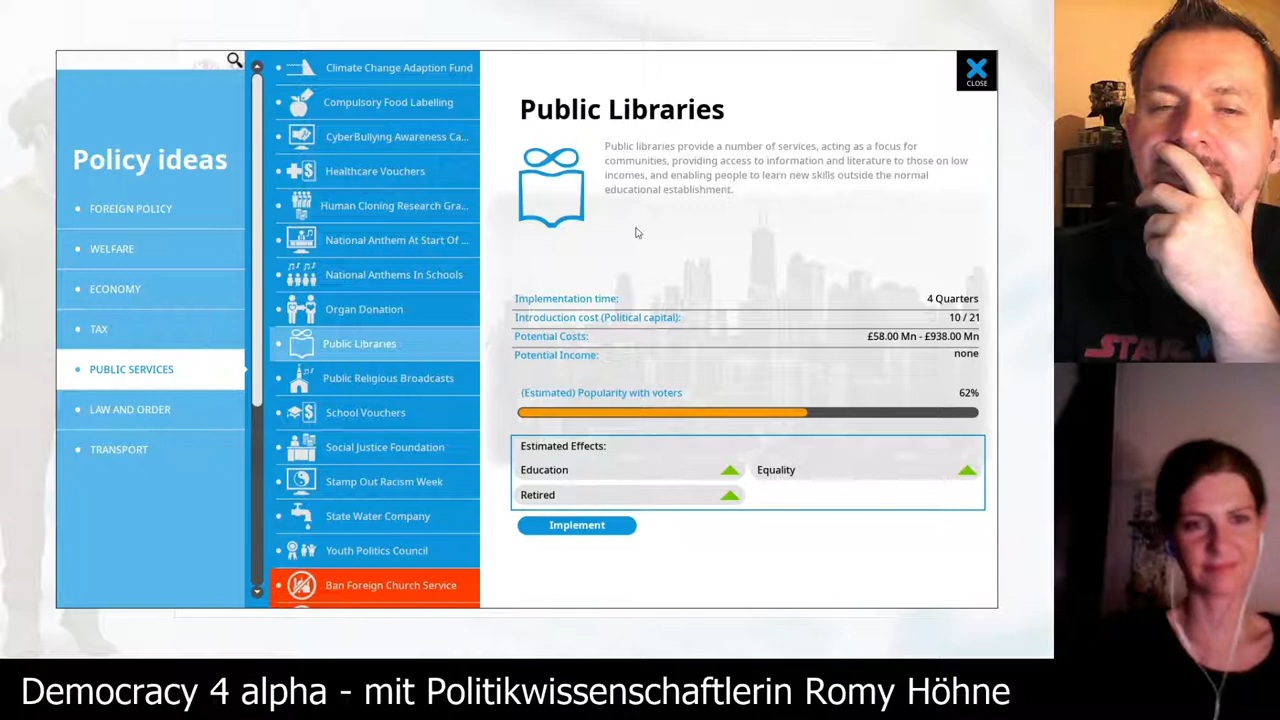 Policy ideas
FOREIGN POLICY
WELFARE
ECONOMY
TAX
PUBLIC SERVICES
LAW AND ORDER
TRANSPORT
Climate Change Adaption Fund
Compulsory Food Labelling
CyberBullying Awareness Ca...
Healthcare Vouchers
Human Cloning Research Gra...
National Anthem At Start Of ...
National Anthems In Schools
Organ Donation
Public Libraries
Public Religious Broadcasts
School Vouchers
Social Justice Foundation
Stamp Out Racism Week
State Water Company
Youth Politics Council
Ban Foreign Church Service
CLOSE
Public Libraries
Public libraries provide a number of services, acting as a focus for
communities, providing access to information and literature to those on low
incomes, and enabling people to learn new skills outside the normal
educational establishment.
Implementation time: 4 Quarters
Introduction cost (Political capital): 10 / 21
Potential Costs: £58.00 Mn - £938.00 Mn
Potential Income: none
(Estimated) Popularity with voters 62%
Estimated Effects:
Education Equality
Retired
Implement
STAR
Democracy 4 alpha - mit Politikwissenschaftlerin Romy Höhne